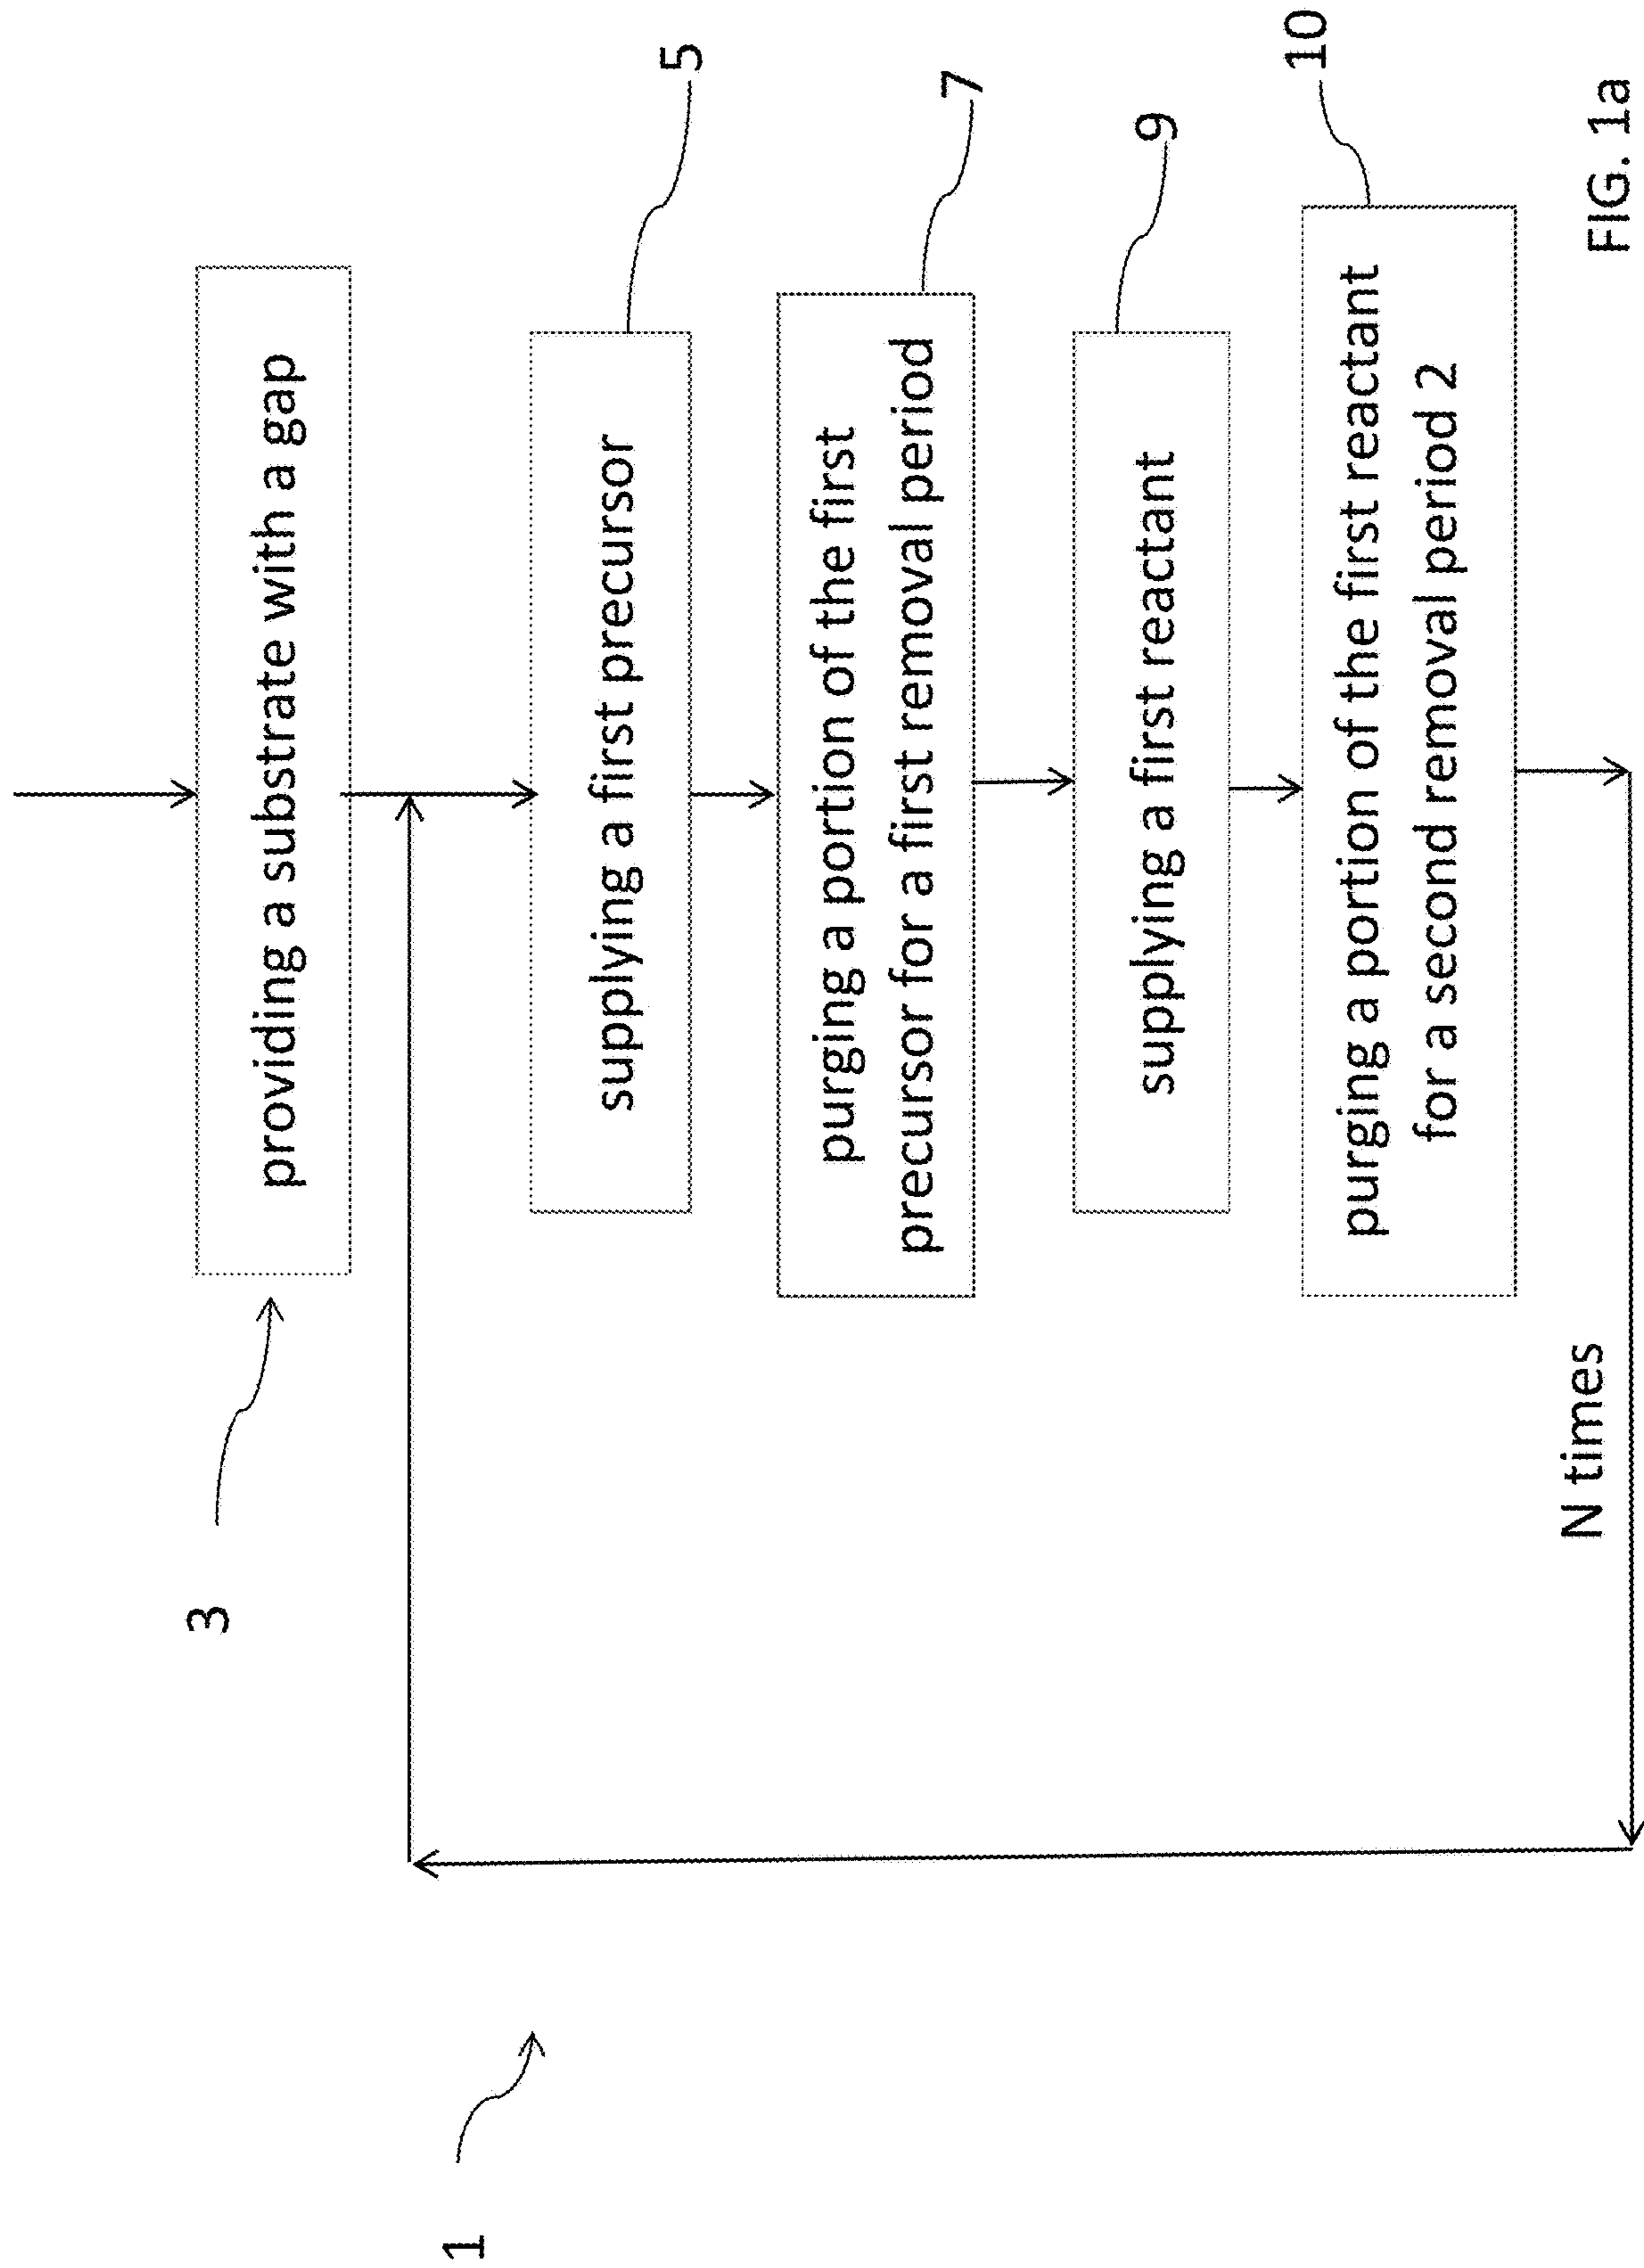 1
3
providing a substrate with a gap
supplying a first precursor
5
purging a portion of the first
precursor for a first removal period
7
supplying a first reactant
9
purging a portion of the first reactant
for a second removal period 2
10
N times
FIG. 1a